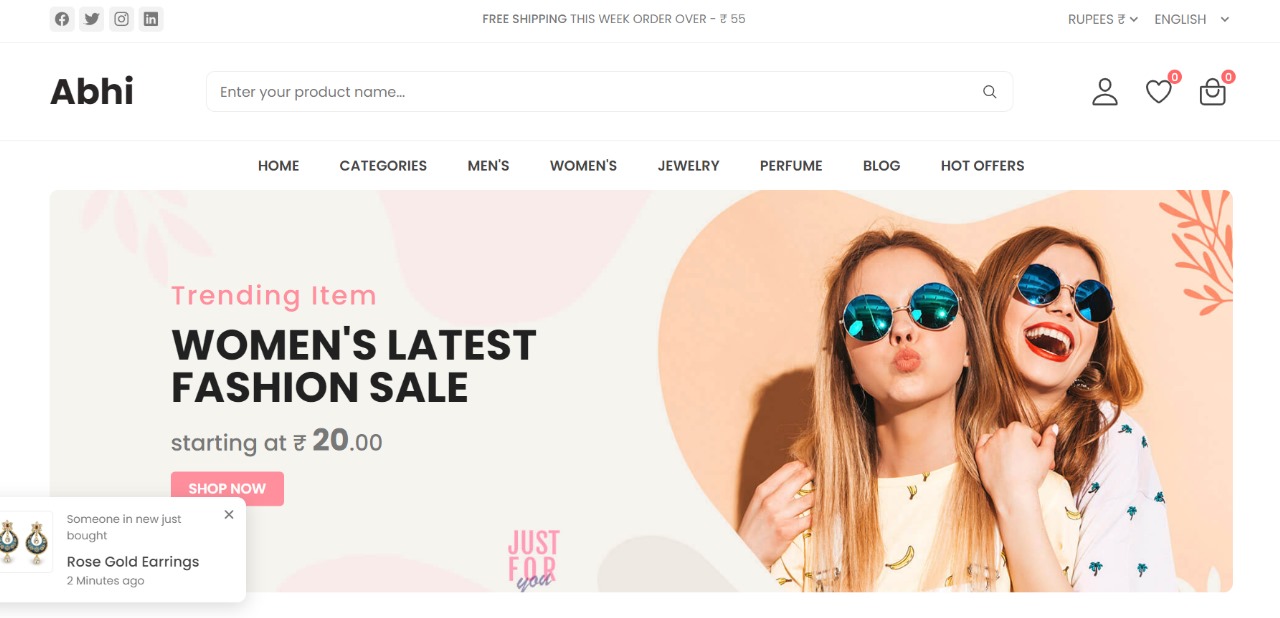 FREE SHIPPING THIS WEEK ORDER OVER - ₹ 55
RUPEES ₹
ENGLISH
Abhi
Enter your product name...
0
0
HOME
CATEGORIES
MEN'S
WOMEN'S
JEWELRY
PERFUME
BLOG
HOT OFFERS
Trending Item
WOMEN'S LATEST
FASHION SALE
starting at ₹ 20.00
SHOP NOW
Someone in new just
bought
Rose Gold Earrings
2 Minutes ago
JUST
FOR
you